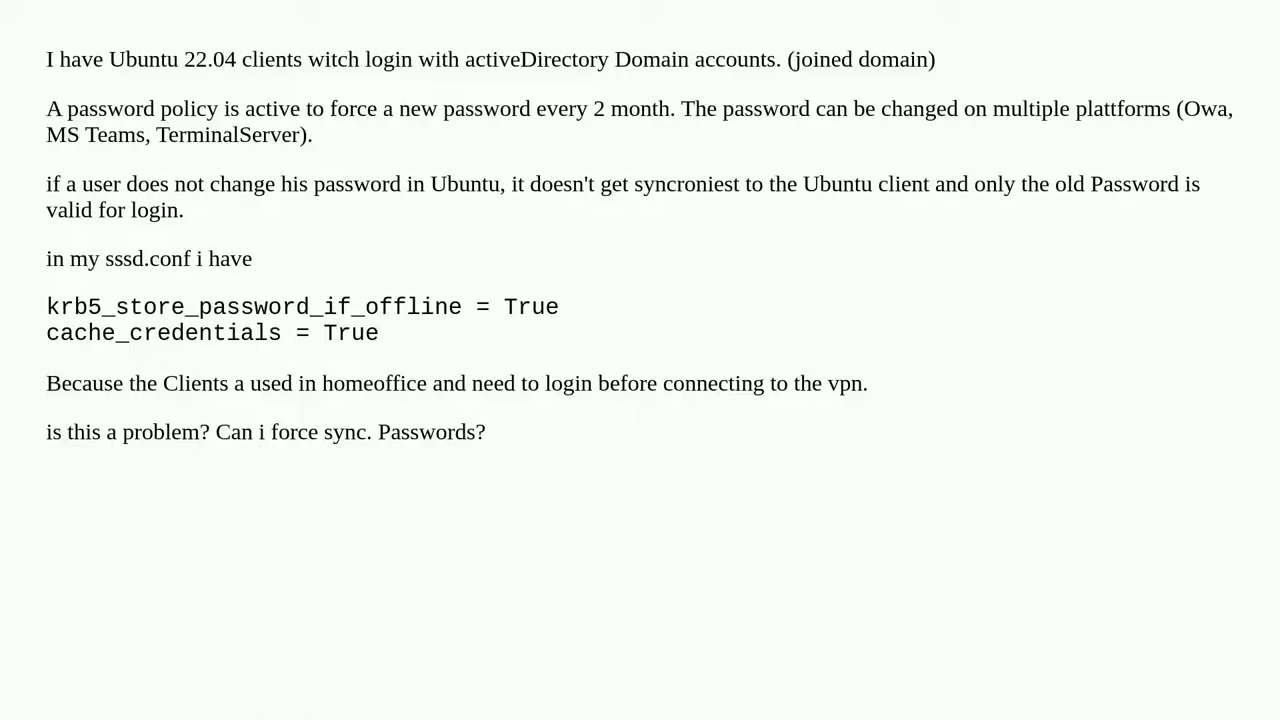 I have Ubuntu 22.04 clients witch login with activeDirectory Domain accounts. (joined domain)
A password policy is active to force a new password every 2 month. The password can be changed on multiple plattforms (Owa,
MS Teams, TerminalServer).
if a user does not change his password in Ubuntu, it doesn't get syncroniest to the Ubuntu client and only the old Password is
valid for login.
in my sssd.conf i have
krb5_store_password_if_offline = True
cache_credentials = True
Because the Clients a used in homeoffice and need to login before connecting to the vpn.
is this a problem? Can i force sync. Passwords?